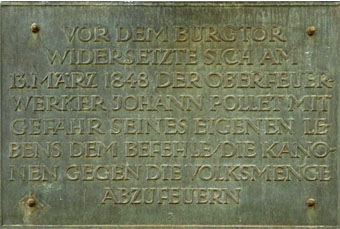 VOR DEM BURGTOR
WIDERSETZTE SICH AM
13. MÄRZ 1848 DER OBERFEUER-
WERKER JOHANN POLLET MIT
GEFAHR SEINES EIGENEN LE-
BENS DEM BEFEHLE/DIE KANO-
NEN GEGEN DIE VOLKSMENGE
ABZUFEUERN